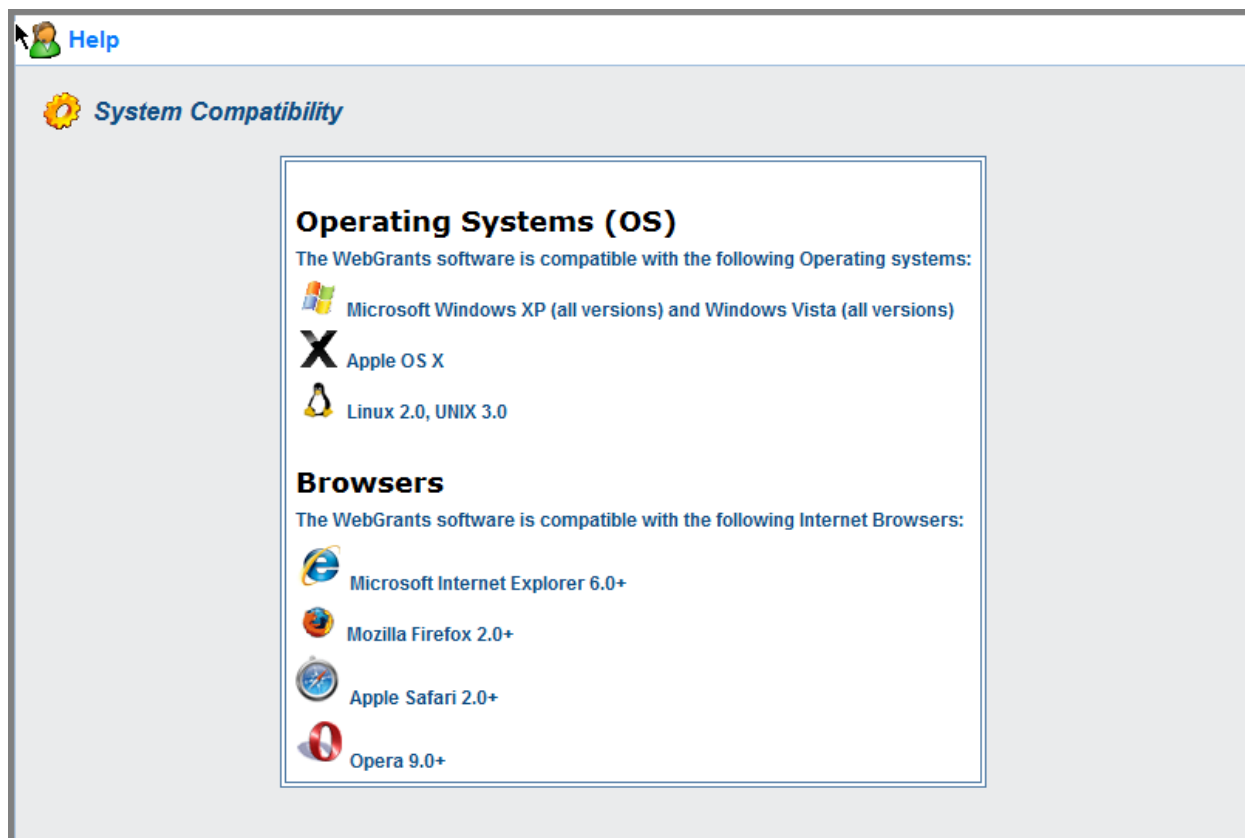 Help
System Compatibility
Operating Systems (OS)
The WebGrants software is compatible with the following Operating systems:
Microsoft Windows XP (all versions) and Windows Vista (all versions)
Apple OS X
Linux 2.0, UNIX 3.0
Browsers
The WebGrants software is compatible with the following Internet Browsers:
Microsoft Internet Explorer 6.0+
Mozilla Firefox 2.0+
Apple Safari 2.0+
Opera 9.0+